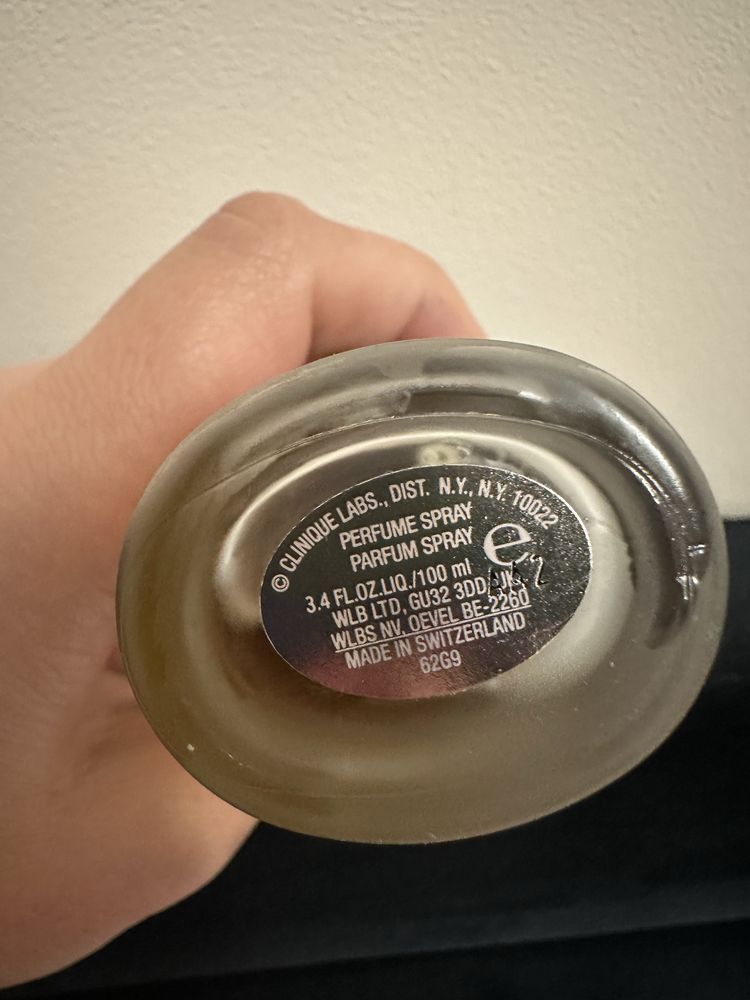 © CLINIQUE LABS., DIST. N.Y., N.Y. 10022
PERFUME SPRAY
PARFUM SPRAY
e
3.4 FL.OZ.LIQ./100 ml
WLB LTD, GU32 3DD/UK
WLBS NV, OEVEL BE-2260
MADE IN SWITZERLAND
62G9